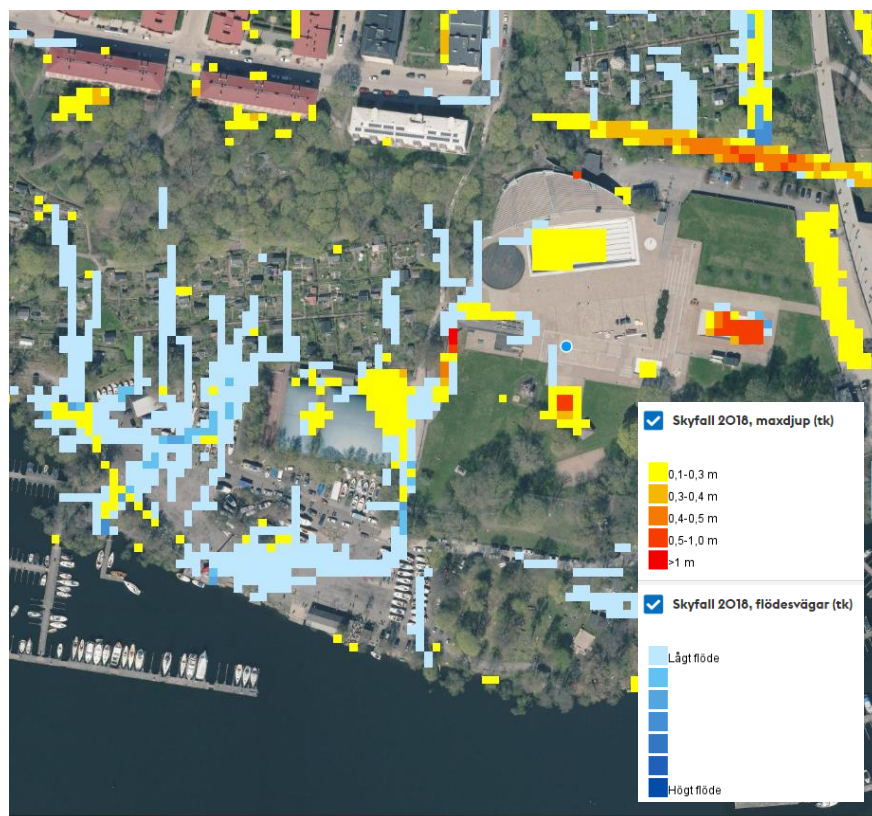 Skyfall 2018, maxdjup (tk)
0,1-0,3 m
0,3-0,4 m
0,4-0,5 m
0,5-1,0 m
>1 m
Skyfall 2018, flödesvägar (tk)
Lågt flöde
Högt flöde